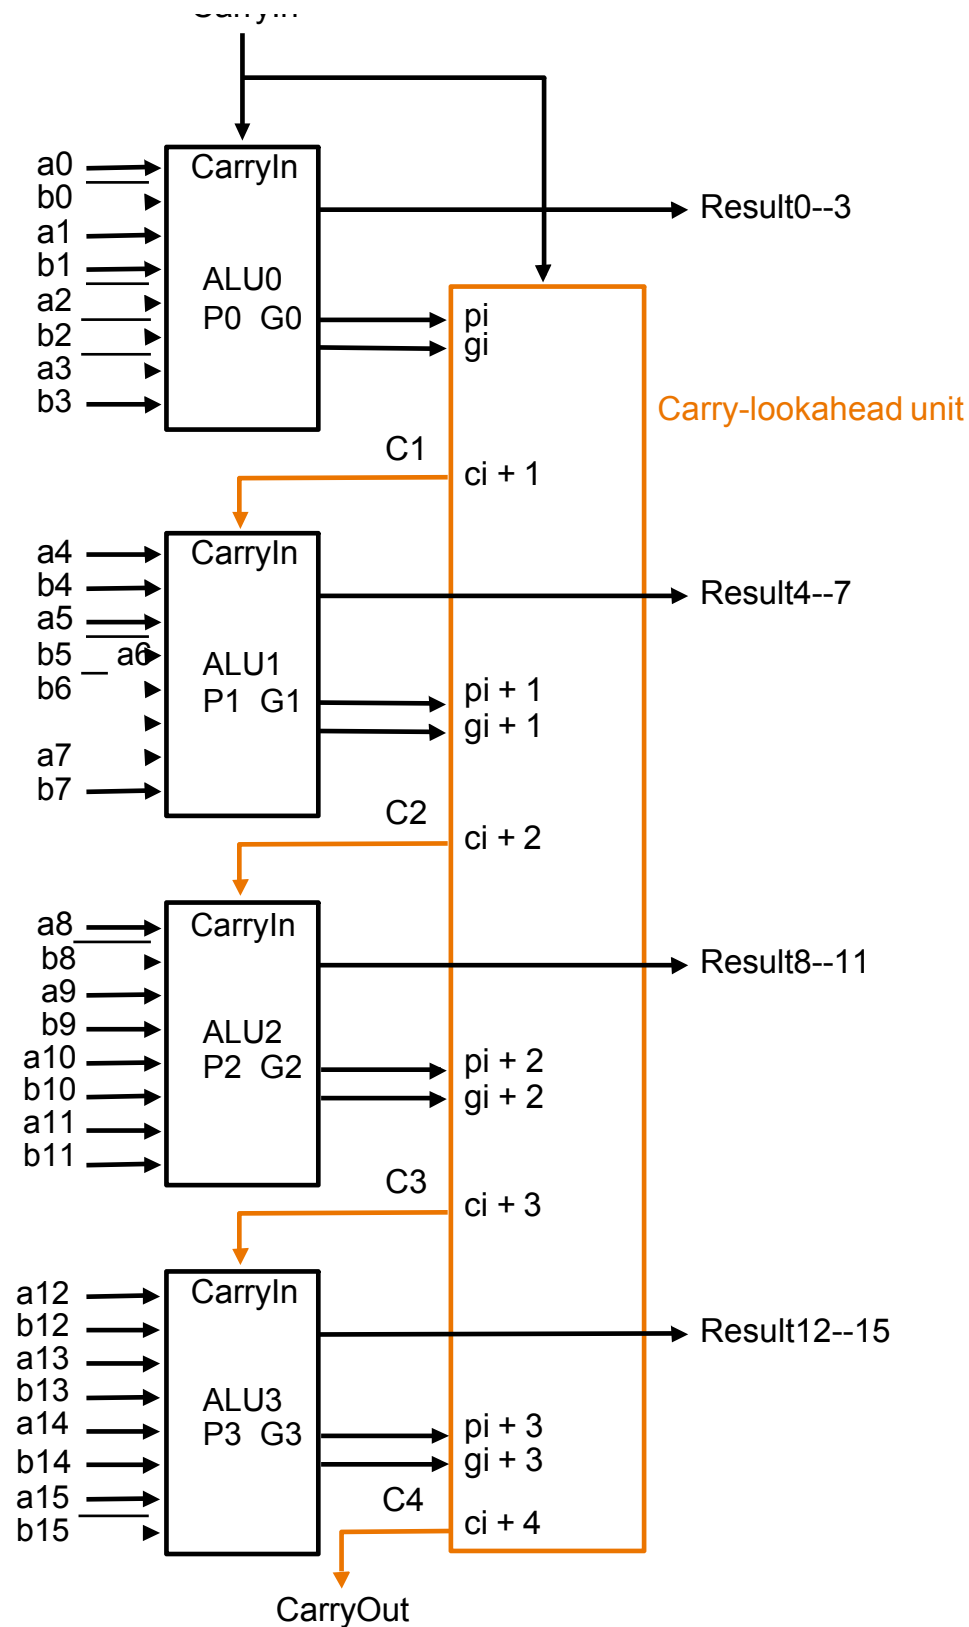 CarryIn
a0
CarryIn
b0
Result0--3
a1
b1
ALU0
a2
P0 G0
pi
b2
gi
a3
b3
Carry-lookahead unit
C1
ci + 1
a4
CarryIn
b4
Result4--7
a5
b5 a6
ALU1
b6
P1 G1
pi + 1
gi + 1
a7
b7
C2
ci + 2
a8
CarryIn
b8
Result8--11
a9
b9
ALU2
a10
P2 G2
pi + 2
b10
gi + 2
a11
b11
C3
ci + 3
a12
CarryIn
b12
Result12--15
a13
b13
ALU3
a14
P3 G3
pi + 3
b14
gi + 3
a15
C4
b15
ci + 4
CarryOut